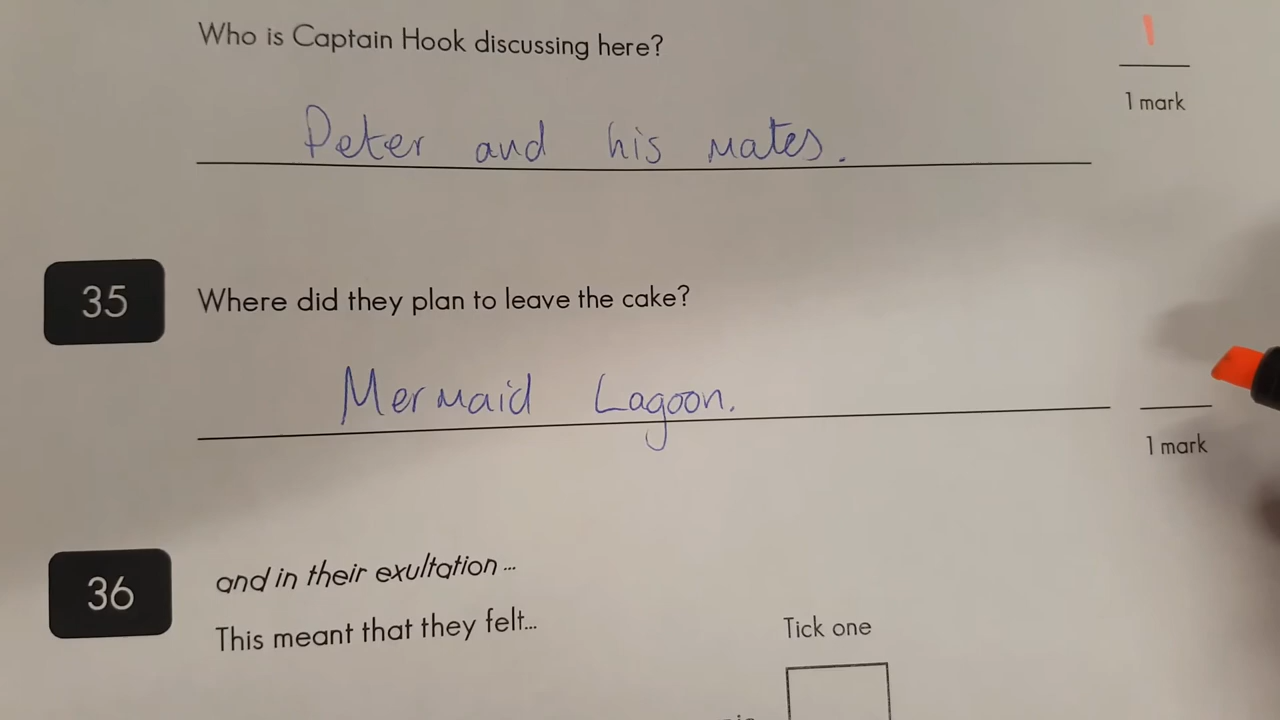 Who is Captain Hook discussing here?
1
1 mark
Peter and his mates.
35
Where did they plan to leave the cake?
Mermaid Lagoon.
1 mark
36
and in their exultation ...
This meant that they felt...
Tick one